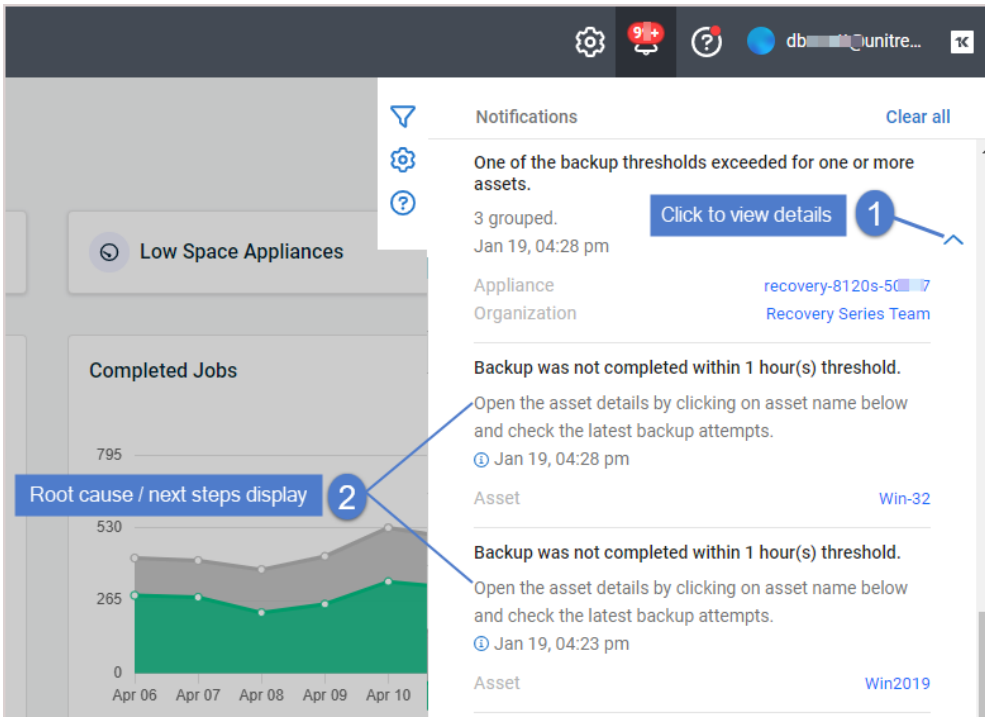 Notifications
Clear all
One of the backup thresholds exceeded for one or more
assets.
3 grouped.
Jan 19, 04:28 pm
Click to view details
1
Appliance
Organization
Recovery Series Team
Low Space Appliances
Completed Jobs
795
530
265
0
Apr 06 Apr 07 Apr 08 Apr 09 Apr 10
Root cause / next steps display
2
Backup was not completed within 1 hour(s) threshold.
Open the asset details by clicking on asset name below
and check the latest backup attempts.
Jan 19, 04:28 pm
Asset
Win-32
Backup was not completed within 1 hour(s) threshold.
Open the asset details by clicking on asset name below
and check the latest backup attempts.
Jan 19, 04:23 pm
Asset
Win2019